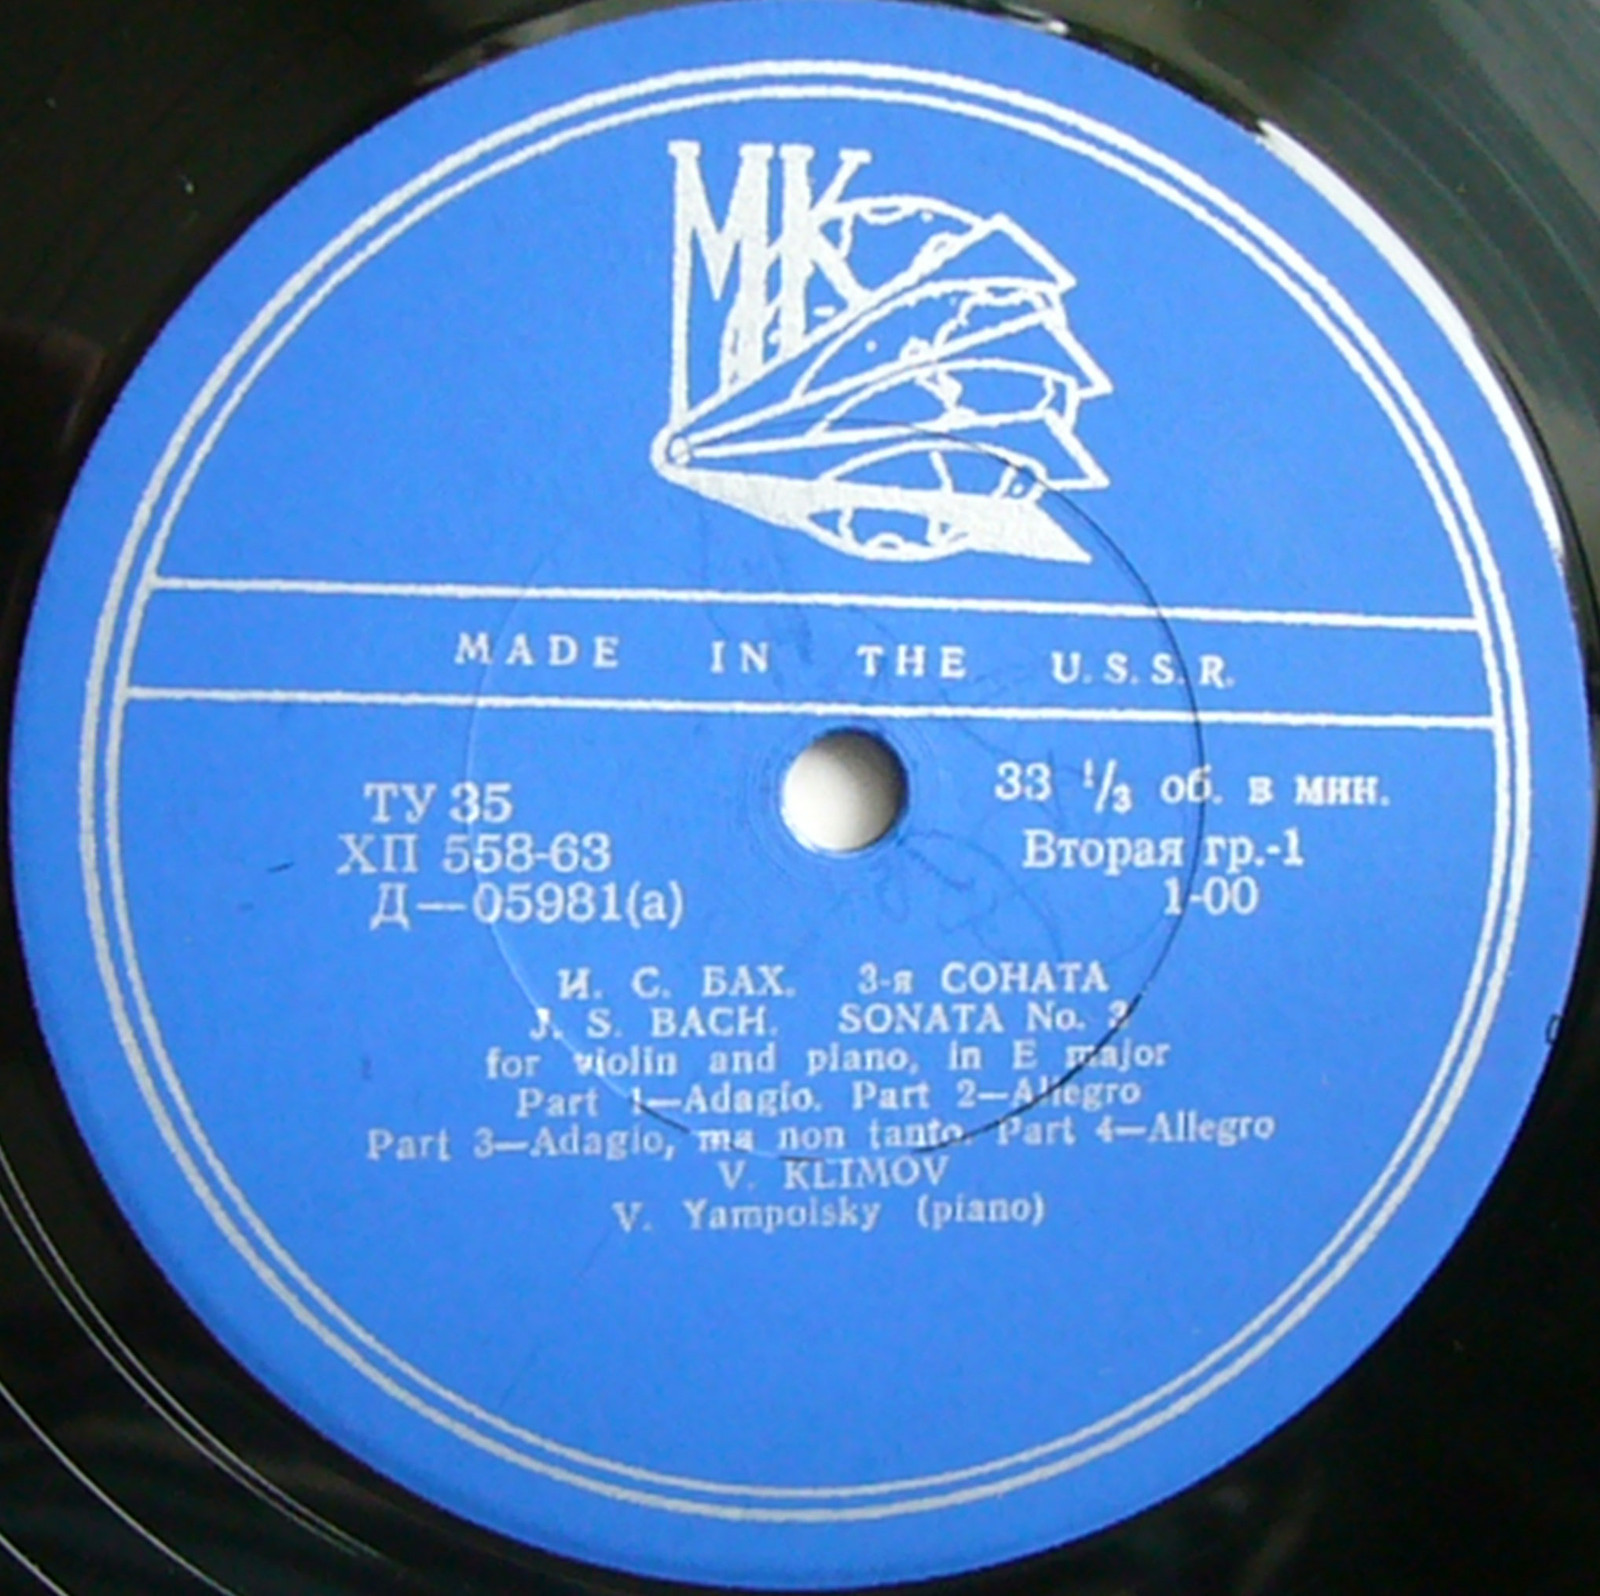 МК
MADE IN THE U.S.S.R.
ТУ 35
ХП 558-63
Д—05981(а)
33 1/3 об. в мин.
Вторая гр.-1
1-00
И. С. БАХ. 3-я СОНАТА
J. S. BACH. SONATA No. 3
for violin and piano, in E major
Part 1—Adagio. Part 2—Allegro
Part 3—Adagio, ma non tanto. Part 4—Allegro
V. KLIMOV
V. Yampolsky (piano)